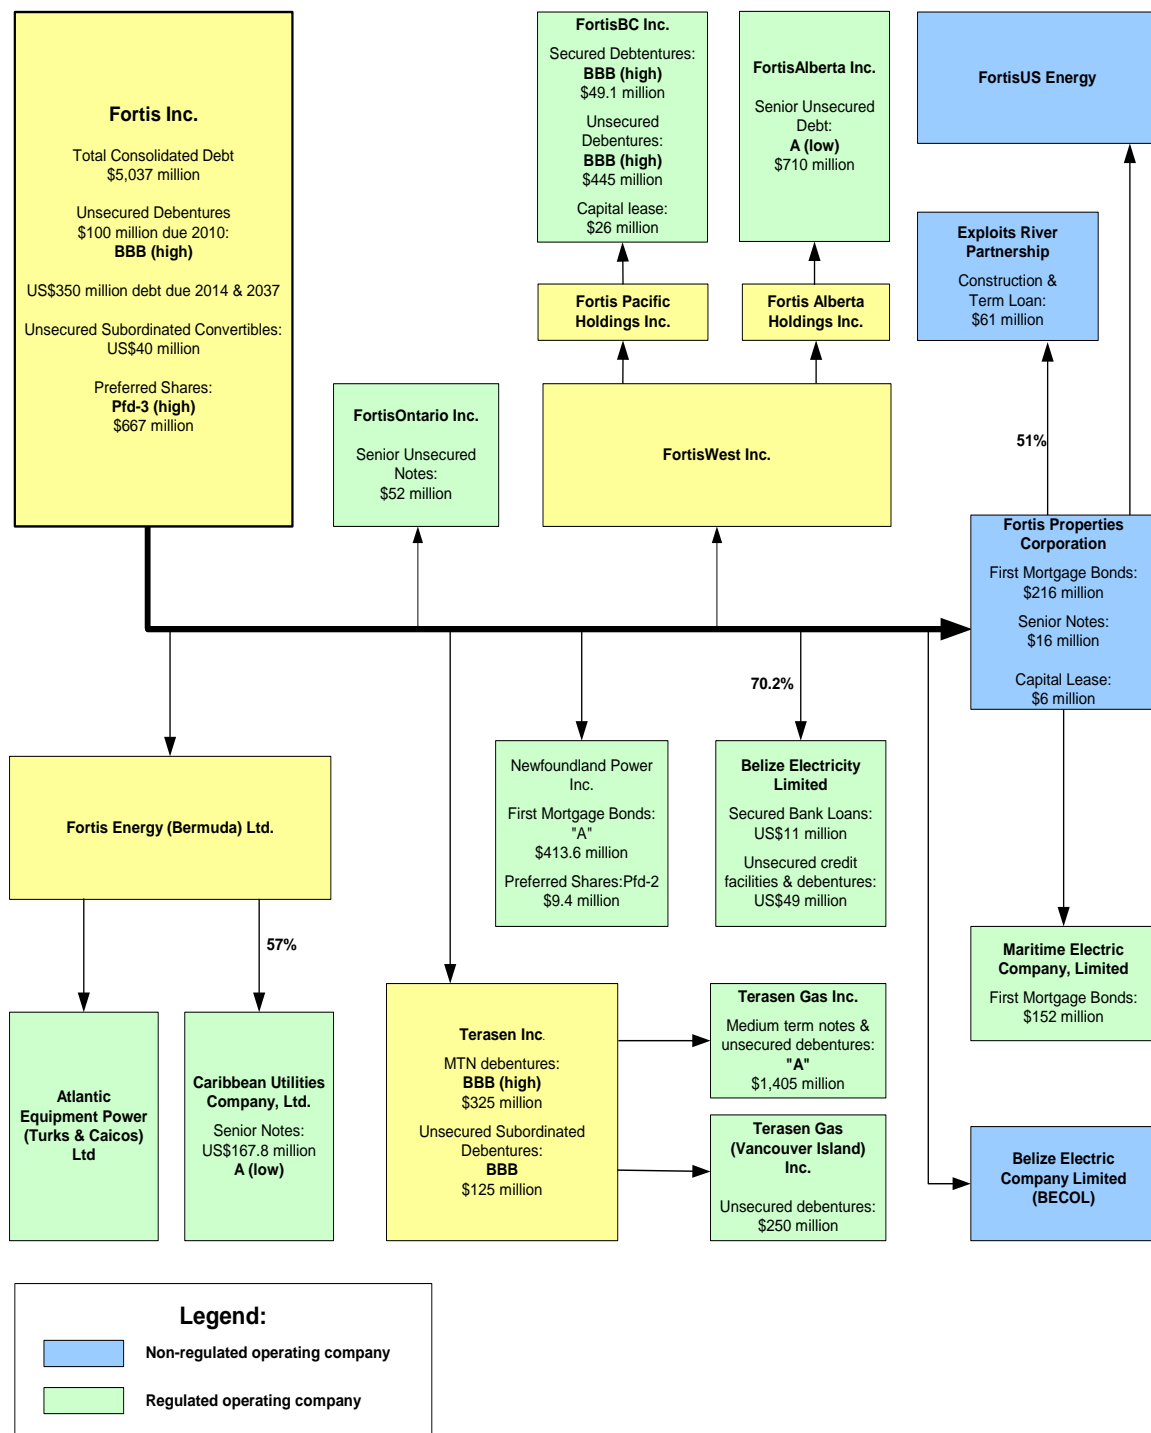 Fortis Inc.
Total Consolidated Debt
$5,037 million
Unsecured Debentures
$100 million due 2010:
BBB (high)
US$350 million debt due 2014 & 2037
Unsecured Subordinated Convertibles:
US$40 million
Preferred Shares:
Pfd-3 (high)
$667 million
FortisBC Inc.
Secured Debtentures:
BBB (high)
$49.1 million
Unsecured
Debentures:
BBB (high)
$445 million
Capital lease:
$26 million
FortisAlberta Inc.
Senior Unsecured
Debt:
A (low)
$710 million
FortisUS Energy
Exploits River
Partnership
Construction &
Term Loan:
$61 million
Fortis Pacific
Holdings Inc.
Fortis Alberta
Holdings Inc.
FortisOntario Inc.
Senior Unsecured
Notes:
$52 million
FortisWest Inc.
51%
Fortis Properties
Corporation
First Mortgage Bonds:
$216 million
Senior Notes:
$16 million
Capital Lease:
$6 million
70.2%
Fortis Energy (Bermuda) Ltd.
Newfoundland Power
Inc.
First Mortgage Bonds:
"A"
$413.6 million
Preferred Shares:Pfd-2
$9.4 million
Belize Electricity
Limited
Secured Bank Loans:
US$11 million
Unsecured credit
facilities & debentures:
US$49 million
57%
Maritime Electric
Company, Limited
First Mortgage Bonds:
$152 million
Atlantic
Equipment Power
(Turks & Caicos)
Ltd
Caribbean Utilities
Company, Ltd.
Senior Notes:
US$167.8 million
A (low)
Terasen Inc.
MTN debentures:
BBB (high)
$325 million
Unsecured Subordinated
Debentures:
BBB
$125 million
Terasen Gas Inc.
Medium term notes &
unsecured debentures:
"A"
$1,405 million
Terasen Gas
(Vancouver Island)
Inc.
Unsecured debentures:
$250 million
Belize Electric
Company Limited
(BECOL)
Legend:
Non-regulated operating company
Regulated operating company